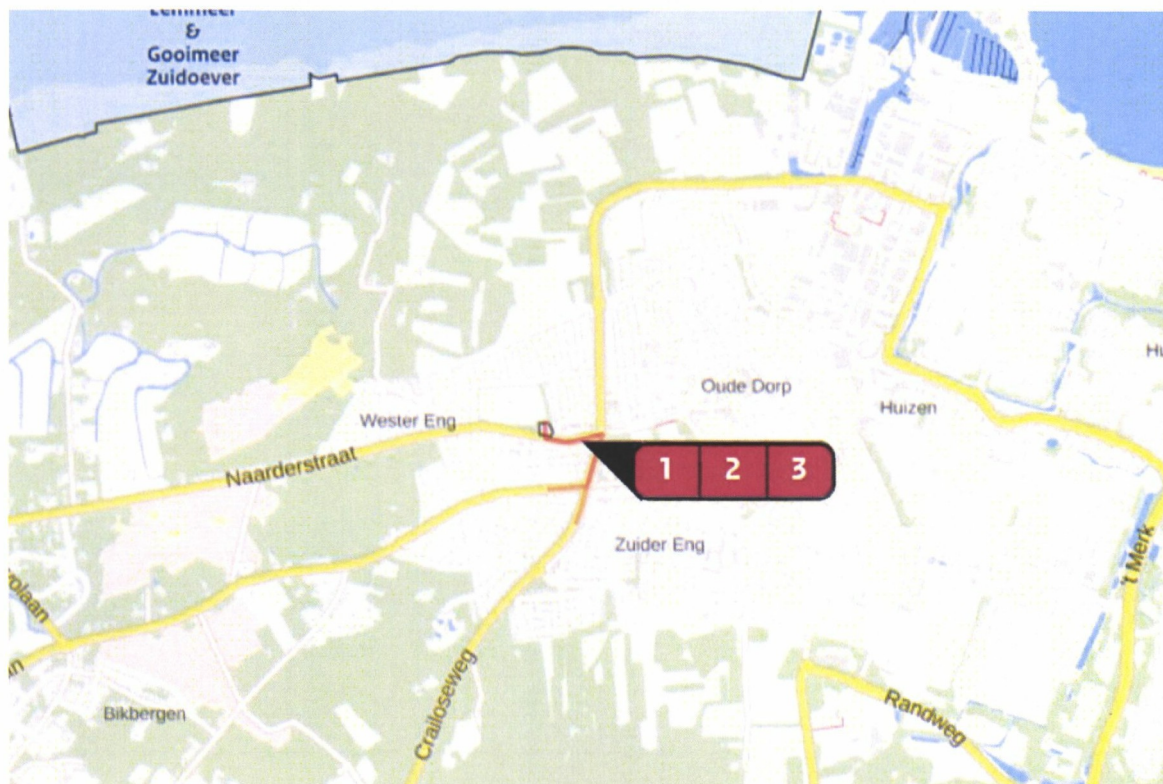 &
Gooimeer
Zuidoever
Oude Dorp
Huizen
Wester Eng
Naarderstraat
1 2 3
Zuider Eng
't Merk
Crailoseweg
Randweg
Bikbergen